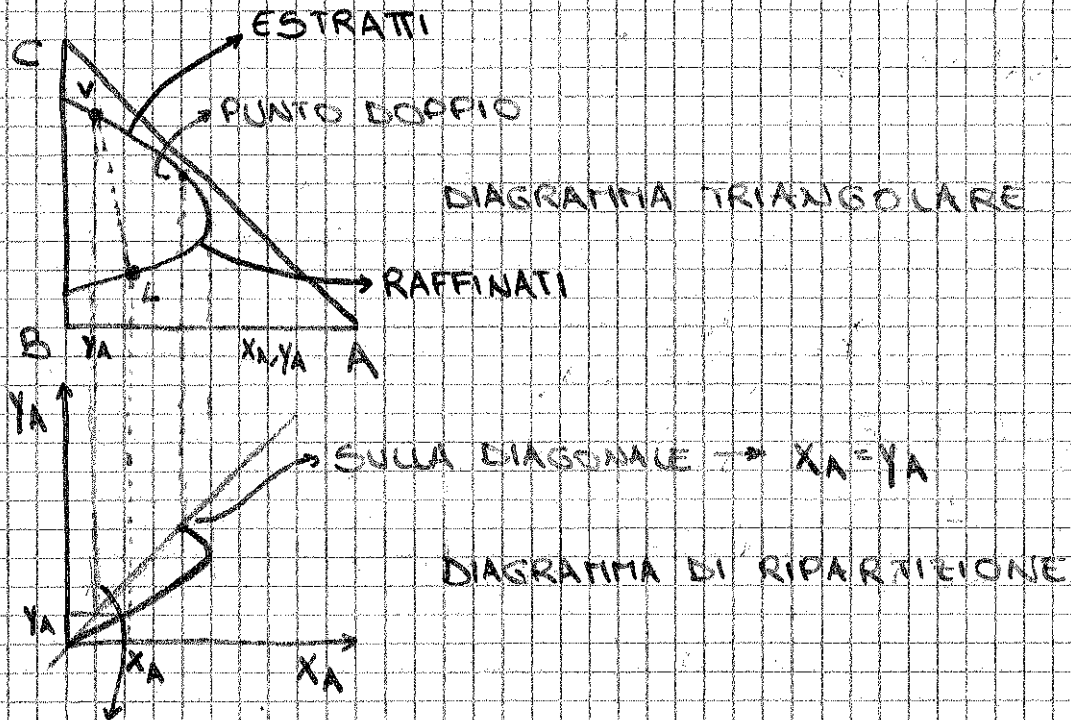 ESTRATTI
C
V
PUNTO DOPPIO
DIAGRAMMA TRIANGOLARE
RAFFINATI
L
B YA XA,YA A
YA
SULLA DIAGONALE → XA=YA
DIAGRAMMA DI RIPARTIZIONE
YA
XA XA